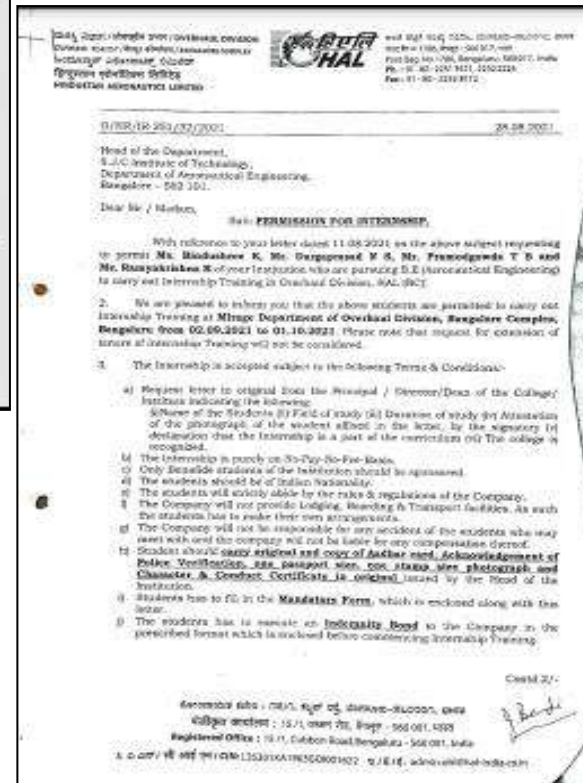 हिन्दुस्तान एरोनॉटिक्स लिमिटेड
HINDUSTAN AERONAUTICS LIMITED
एचएएल
HAL
28.08.2021
Head of the Department,
S.J.C Institute of Technology,
Department of Aeronautical Engineering,
Bangalore - 562 101.
Dear Sir / Madam,
Sub: PERMISSION FOR INTERNSHIP.
With reference to your letter dated 11.08.2021 on the above subject requesting
to permit Ms. Bindushree K, Mr. Durgaprasad N S, Mr. Pramodgowda T S and
Mr. Ramyakrishna R of your Institution who are pursuing B.E (Aeronautical Engineering)
to carry out Internship Training in Overhaul Division, HAL (BC).
2. We are pleased to inform you that the above students are permitted to carry out
Internship Training at Mirage Department of Overhaul Division, Bangalore Complex,
Bengaluru from 02.09.2021 to 01.10.2021. Please note that request for extension of
tenure of internship Training will not be considered.
3. The Internship is accepted subject to the following Terms & Conditions:-
a) Request letter in original from the Principal / Director/Dean of the College/
Institute indicating the following:
i)Name of the Students (ii) Field of study (iii) Duration of study (iv) Attestation
of the photograph of the student affixed in the letter, by the signatory (v)
declaration that the Internship is a part of the curriculum (vi) The college is
recognized.
b) The Internship is purely on No-Pay-No-Fee-Basis.
c) Only Bonafide students of the Institution should be sponsored.
d) The students should be of Indian Nationality.
e) The students will strictly abide by the rules & regulations of the Company.
f) The Company will not provide Lodging, Boarding & Transport facilities. As such
the students has to make their own arrangements.
g) The Company will not be responsible for any accident of the students who may
meet with and the company will not be liable for any compensation thereof.
h) Student should carry original and copy of Aadhar card, Acknowledgement of
Police Verification, one passport size, one stamp size photograph and
Character & Conduct Certificate in original issued by the Head of the
Institution.
i) Students has to fill in the Mandatory Form, which is enclosed along with this
letter.
j) The students has to execute an Indemnity Bond to the Company in the
prescribed format which is enclosed before commencing Internship Training.
Contd 2/-
Registered Office : 15/1, Cubbon Road, Bengaluru - 560 001, India